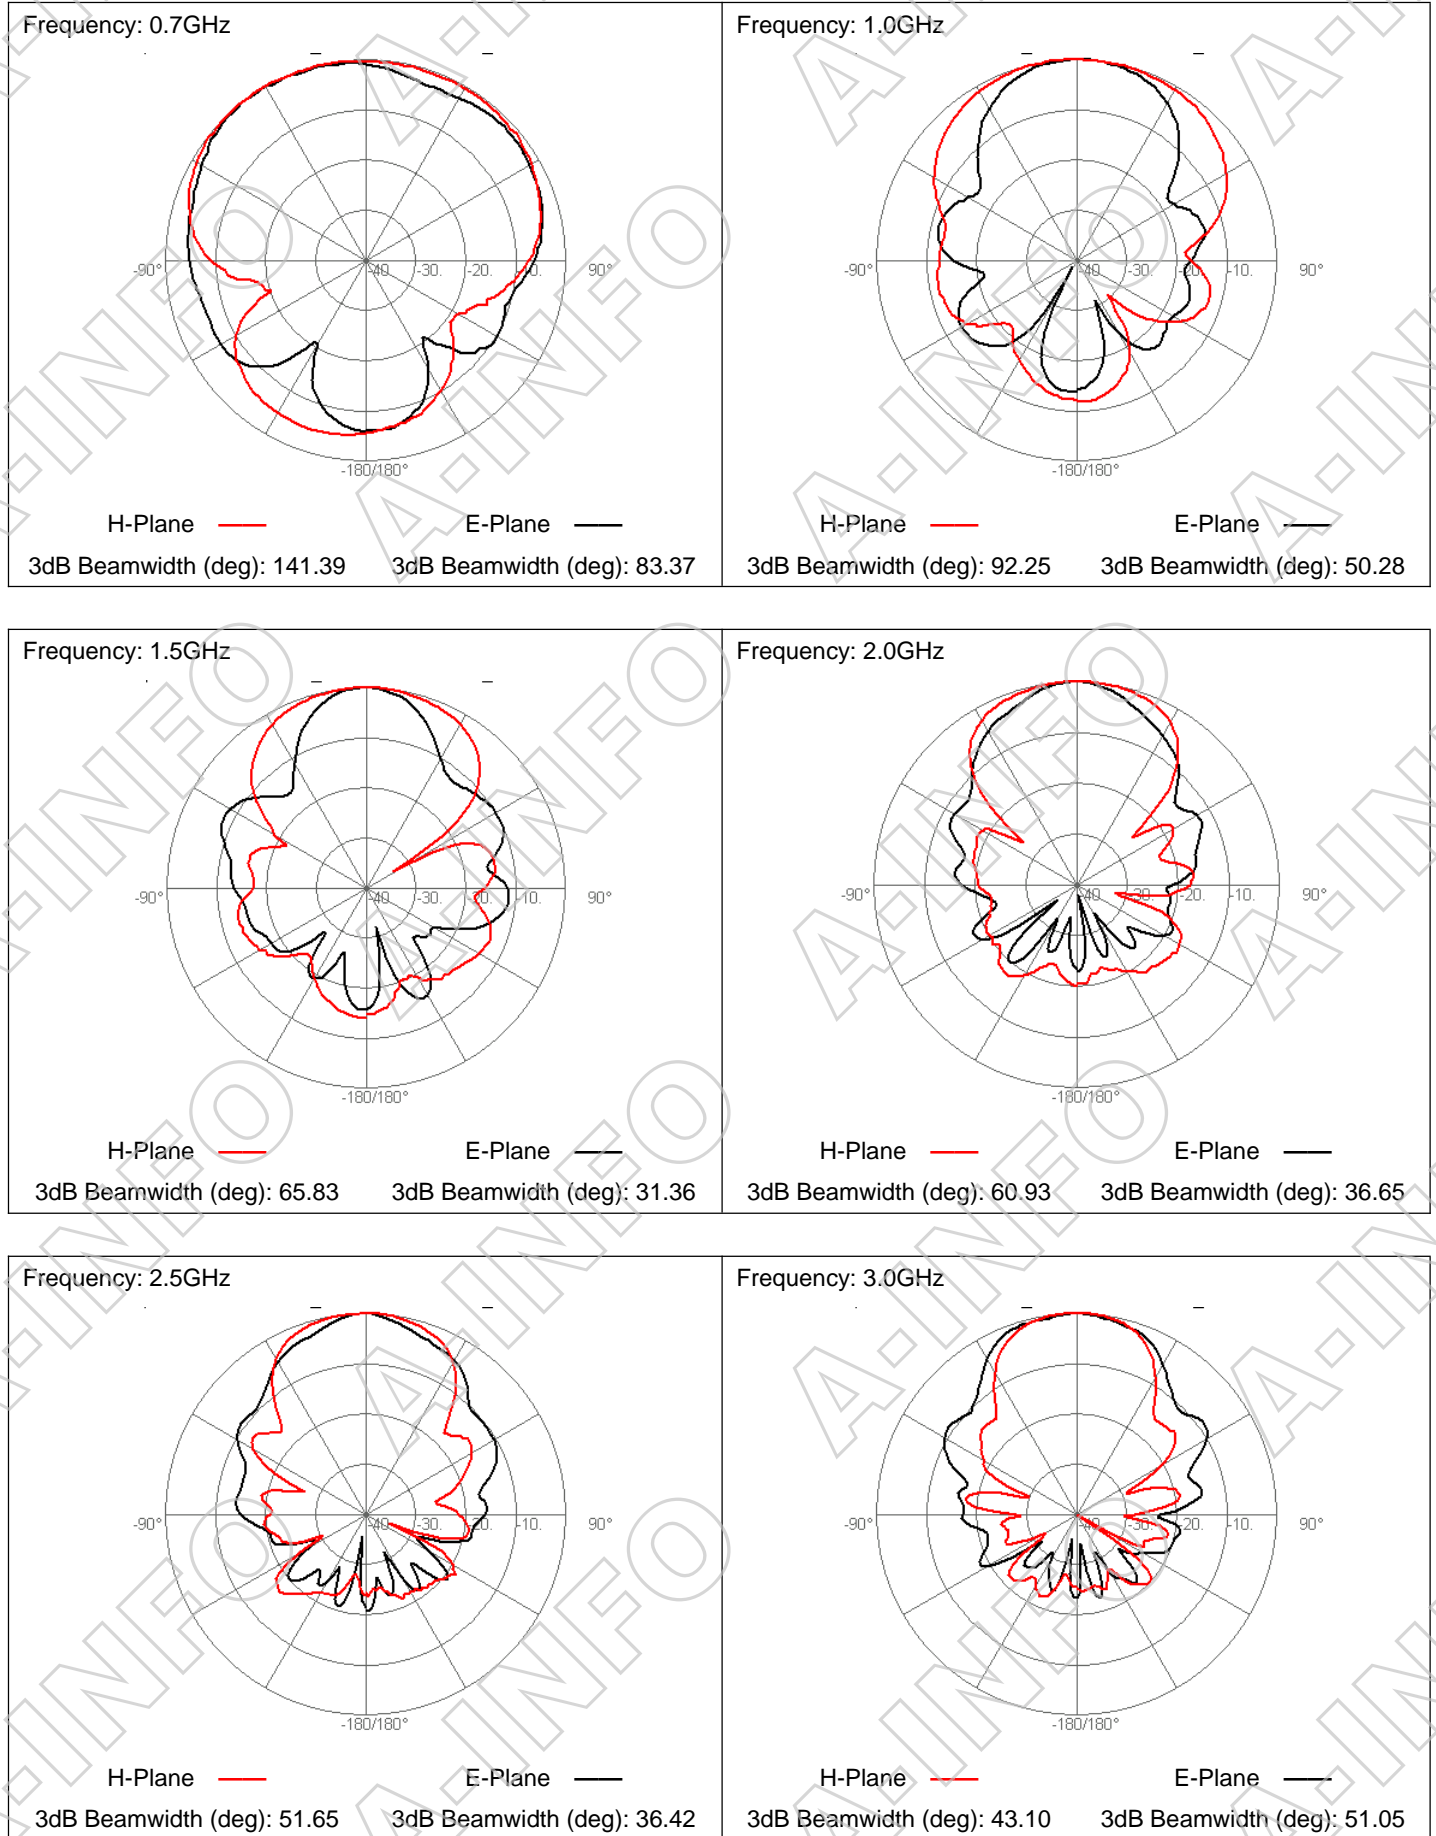 Frequency: 0.7GHz
-90°
-40
-30.
-20.
-10.
90°
-180/180°
H-Plane
E-Plane
3dB Beamwidth (deg): 141.39
3dB Beamwidth (deg): 83.37
Frequency: 1.0GHz
-90°
-40
-30.
-20.
-10.
90°
-180/180°
H-Plane
E-Plane
3dB Beamwidth (deg): 92.25
3dB Beamwidth (deg): 50.28
Frequency: 1.5GHz
-90°
-40
-30.
-20.
-10.
90°
-180/180°
H-Plane
E-Plane
3dB Beamwidth (deg): 65.83
3dB Beamwidth (deg): 31.36
Frequency: 2.0GHz
-90°
-40
-30.
-20.
-10.
90°
-180/180°
H-Plane
E-Plane
3dB Beamwidth (deg): 60.93
3dB Beamwidth (deg): 36.65
Frequency: 2.5GHz
-90°
-40
-30.
-20.
-10.
90°
-180/180°
H-Plane
E-Plane
3dB Beamwidth (deg): 51.65
3dB Beamwidth (deg): 36.42
Frequency: 3.0GHz
-90°
-40
-30.
-20.
-10.
90°
-180/180°
H-Plane
E-Plane
3dB Beamwidth (deg): 43.10
3dB Beamwidth (deg): 51.05
A-INFO